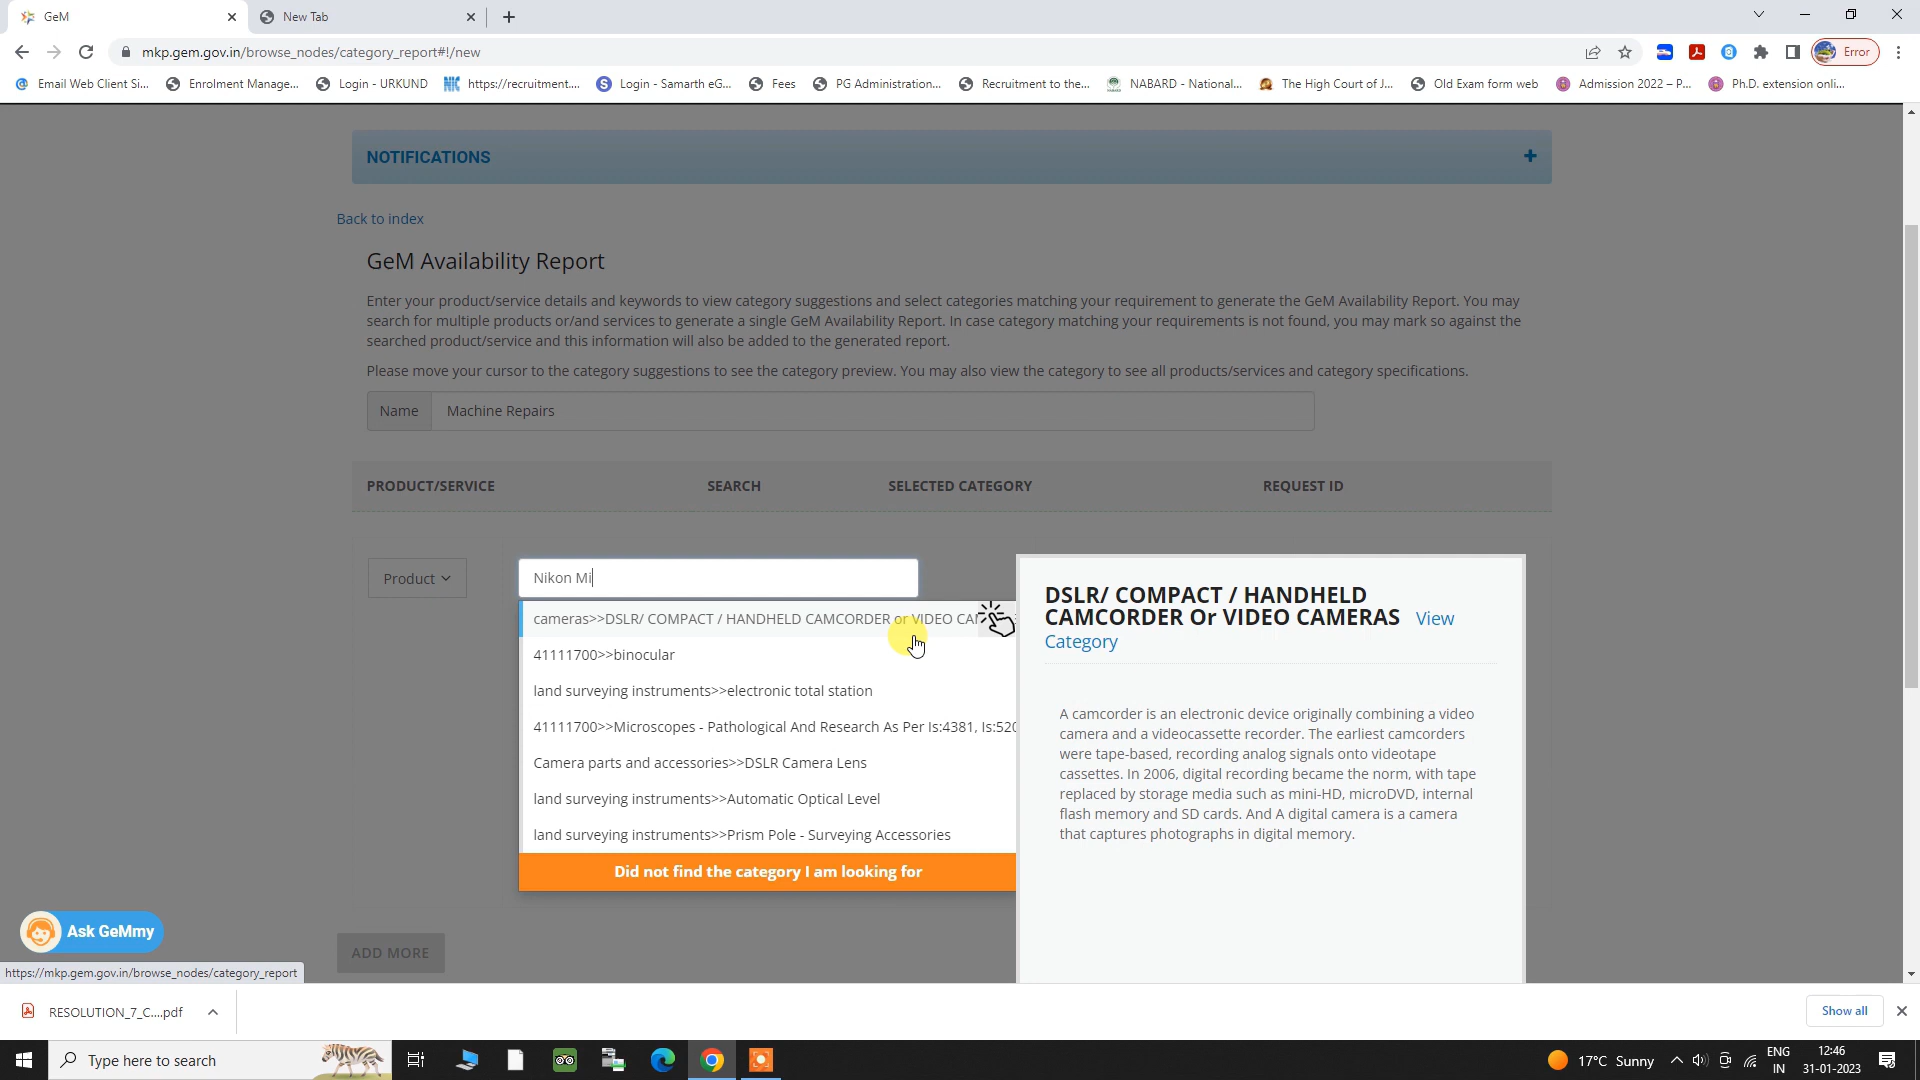 GeM
New Tab
mkp.gem.gov.in/browse_nodes/category_report#!/new
Error
Email Web Client Si...
Enrolment Manage...
Login - URKUND
https://recruitment....
Login - Samarth eG...
Fees
PG Administration...
Recruitment to the...
NABARD - National...
The High Court of J...
Old Exam form web
Admission 2022 – P...
Ph.D. extension onli...
NOTIFICATIONS
Back to index
GeM Availability Report
Enter your product/service details and keywords to view category suggestions and select categories matching your requirement to generate the GeM Availability Report. You may
search for multiple products or/and services to generate a single GeM Availability Report. In case category matching your requirements is not found, you may mark so against the
searched product/service and this information will also be added to the generated report.
Please move your cursor to the category suggestions to see the category preview. You may also view the category to see all products/services and category specifications.
Name
Machine Repairs
PRODUCT/SERVICE
SEARCH
SELECTED CATEGORY
REQUEST ID
Product
Nikon Mi
cameras>>DSLR/ COMPACT / HANDHELD CAMCORDER or VIDEO CAM
41111700>>binocular
land surveying instruments>>electronic total station
41111700>>Microscopes - Pathological And Research As Per Is:4381, Is:520
Camera parts and accessories>>DSLR Camera Lens
land surveying instruments>>Automatic Optical Level
land surveying instruments>>Prism Pole - Surveying Accessories
Did not find the category I am looking for
DSLR/ COMPACT / HANDHELD
CAMCORDER Or VIDEO CAMERAS View
Category
A camcorder is an electronic device originally combining a video
camera and a videocassette recorder. The earliest camcorders
were tape-based, recording analog signals onto videotape
cassettes. In 2006, digital recording became the norm, with tape
replaced by storage media such as mini-HD, microDVD, internal
flash memory and SD cards. And A digital camera is a camera
that captures photographs in digital memory.
Ask GeMmy
ADD MORE
https://mkp.gem.gov.in/browse_nodes/category_report
RESOLUTION_7_C....pdf
Show all
Type here to search
17°C Sunny
ENG
IN
12:46
31-01-2023